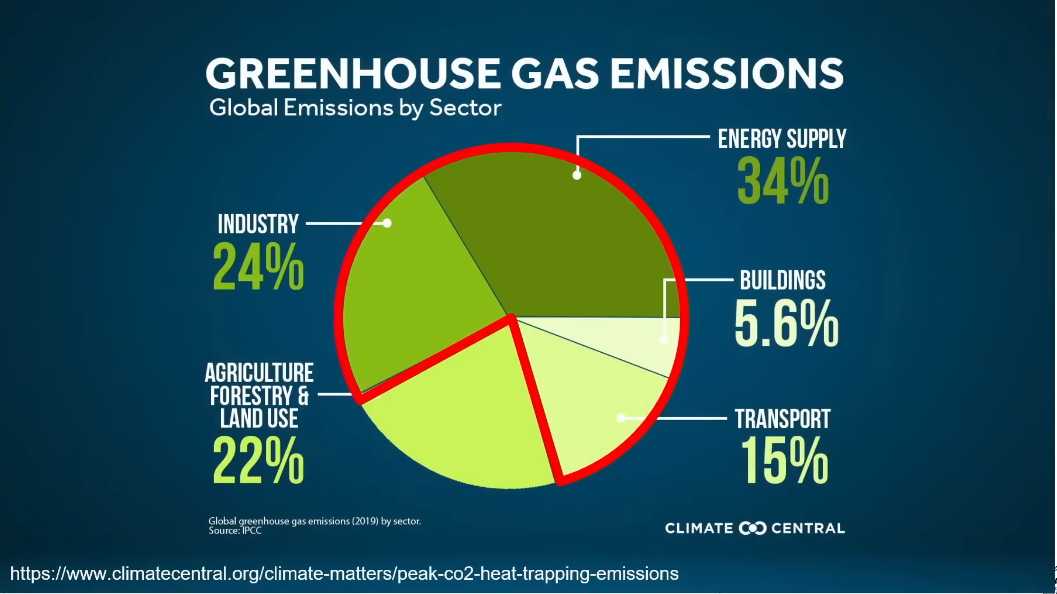 GREENHOUSE GAS EMISSIONS
Global Emissions by Sector
ENERGY SUPPLY
34%
INDUSTRY
24%
BUILDINGS
5.6%
AGRICULTURE
FORESTRY &
LAND USE
22%
TRANSPORT
15%
Global greenhouse gas emissions (2019) by sector.
Source: IPCC
CLIMATE CENTRAL
https://www.climatecentral.org/climate-matters/peak-co2-heat-trapping-emissions